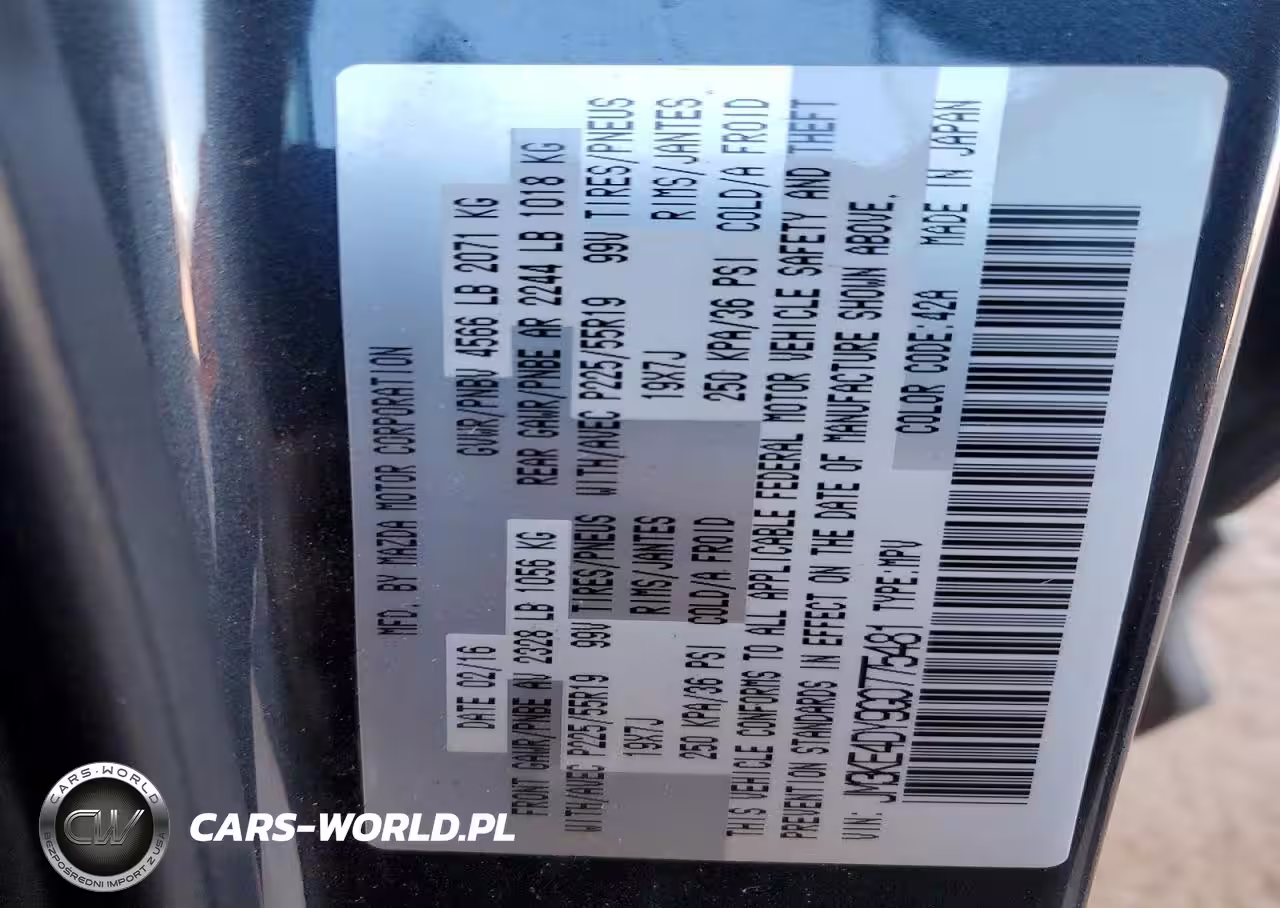 MFD. BY MAZDA MOTOR CORPORATION
DATE 02/16
GVWR/PNBV 4566 LB 2071 KG
FRONT GAWR/PNBE AV 2328 LB 1056 KG
REAR GAWR/PNBE AR 2244 LB 1018 KG
WITH/AVEC P225/55R19 99V TIRES/PNEUS
WITH/AVEC P225/55R19 99V TIRES/PNEUS
19X7J RIMS/JANTES
19X7J RIMS/JANTES,
250 KPA/36 PSI COLD/A FROID
250 KPA/36 PSI COLD/A FROID
THIS VEHICLE CONFORMS TO ALL APPLICABLE FEDERAL MOTOR VEHICLE SAFETY AND THEFT
PREVENTION STANDARDS IN EFFECT ON THE DATE OF MANUFACTURE SHOWN ABOVE.
VIN: JM3KE4DY9G0775481 TYPE:MPV
COLOR CODE:42A MADE IN JAPAN
CARS-WORLD
CW
BEZPOŚREDNI IMPORT Z USA
CARS-WORLD.PL